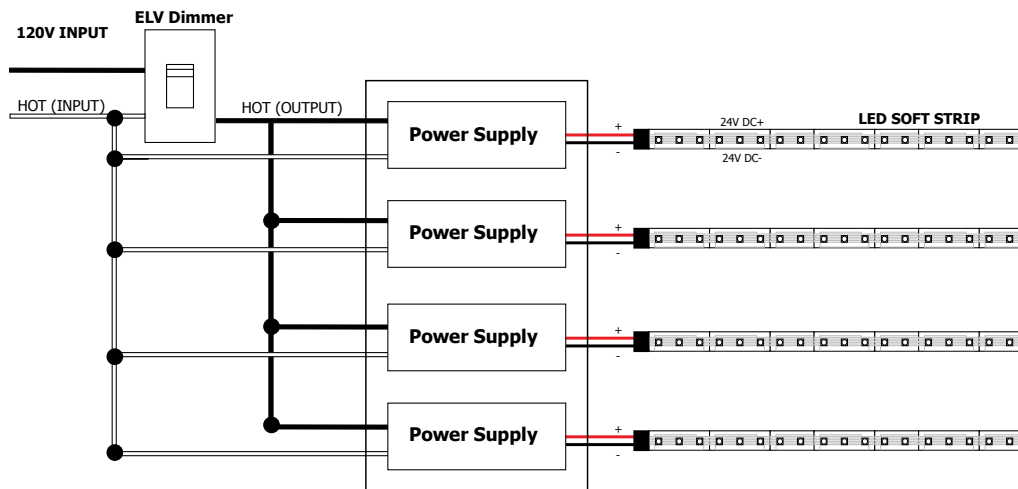 ELV Dimmer
120V INPUT
HOT (INPUT)
HOT (OUTPUT)
Power Supply
+
-
24V DC+
24V DC-
LED SOFT STRIP
Power Supply
+
-
Power Supply
+
-
Power Supply
+
-